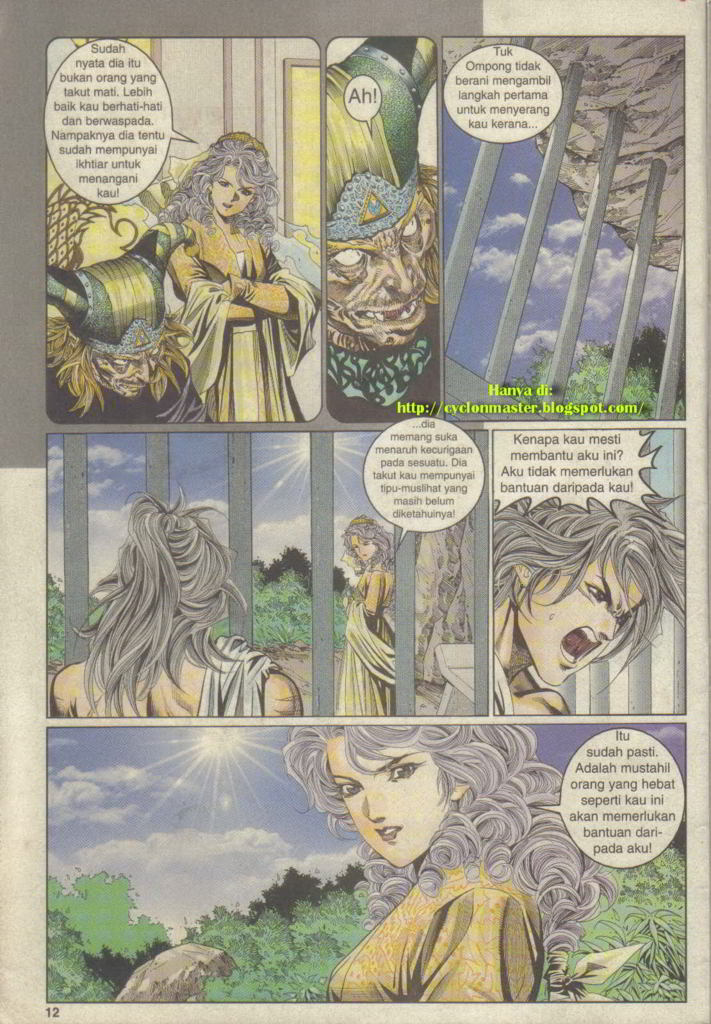 Sudah
nyata dia itu
bukan orang yang
takut mati. Lebih
baik kau berhati-hati
dan berwaspada.
Nampaknya dia tentu
sudah mempunyai
ikhtiar untuk
menangani
kau!
Ah!
Tuk
Ompong tidak
berani mengambil
langkah pertama
untuk menyerang
kau kerana...
Hanya di:
http://cyclonmaster.blogspot.com/
...dia
memang suka
menaruh kecurigaan
pada sesuatu. Dia
takut kau mempunyai
tipu-muslihat yang
masih belum
diketahuinya!
Kenapa kau mesti
membantu aku ini?
Aku tidak memerlukan
bantuan daripada kau!
Itu
sudah pasti.
Adalah mustahil
orang yang hebat
seperti kau ini
akan memerlukan
bantuan dari-
pada aku!
12